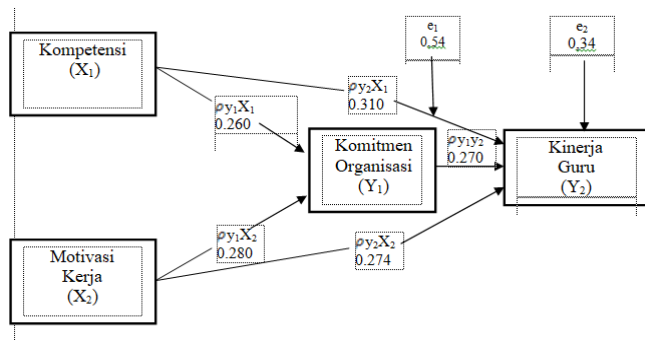 e₁
0.54
e₂
0.34
Kompetensi
(X₁)
ρy₂X₁
0.310
ρy₁X₁
0.260
Komitmen
Organisasi
(Y₁)
ρy₁y₂
0.270
Kinerja
Guru
(Y₂)
ρy₁X₂
0.280
ρy₂X₂
0.274
Motivasi
Kerja
(X₂)